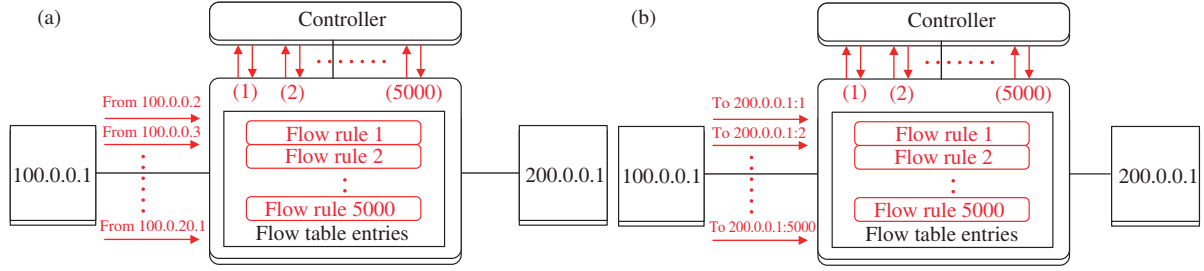 (a)
Controller
(1)
(2)
(5000)
From 100.0.0.2
From 100.0.0.3
From 100.0.20.1
100.0.0.1
Flow rule 1
Flow rule 2
Flow rule 5000
Flow table entries
200.0.0.1
(b)
Controller
(1)
(2)
(5000)
To 200.0.0.1:1
To 200.0.0.1:2
To 200.0.0.1:5000
100.0.0.1
Flow rule 1
Flow rule 2
Flow rule 5000
Flow table entries
200.0.0.1